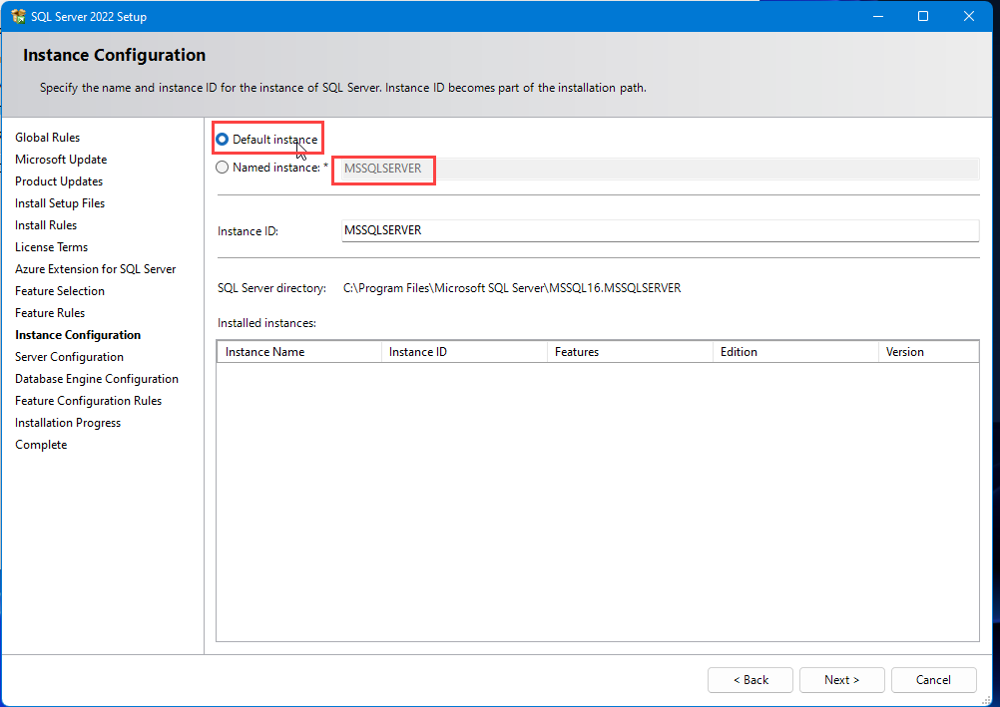 SQL Server 2022 Setup
Instance Configuration
Specify the name and instance ID for the instance of SQL Server. Instance ID becomes part of the installation path.
Global Rules
Microsoft Update
Product Updates
Install Setup Files
Install Rules
License Terms
Azure Extension for SQL Server
Feature Selection
Feature Rules
Instance Configuration
Server Configuration
Database Engine Configuration
Feature Configuration Rules
Installation Progress
Complete
Default instance
Named instance: * MSSQLSERVER
Instance ID: MSSQLSERVER
SQL Server directory: C:\Program Files\Microsoft SQL Server\MSSQL16.MSSQLSERVER
Installed instances:
Instance Name Instance ID Features Edition Version
< Back Next > Cancel